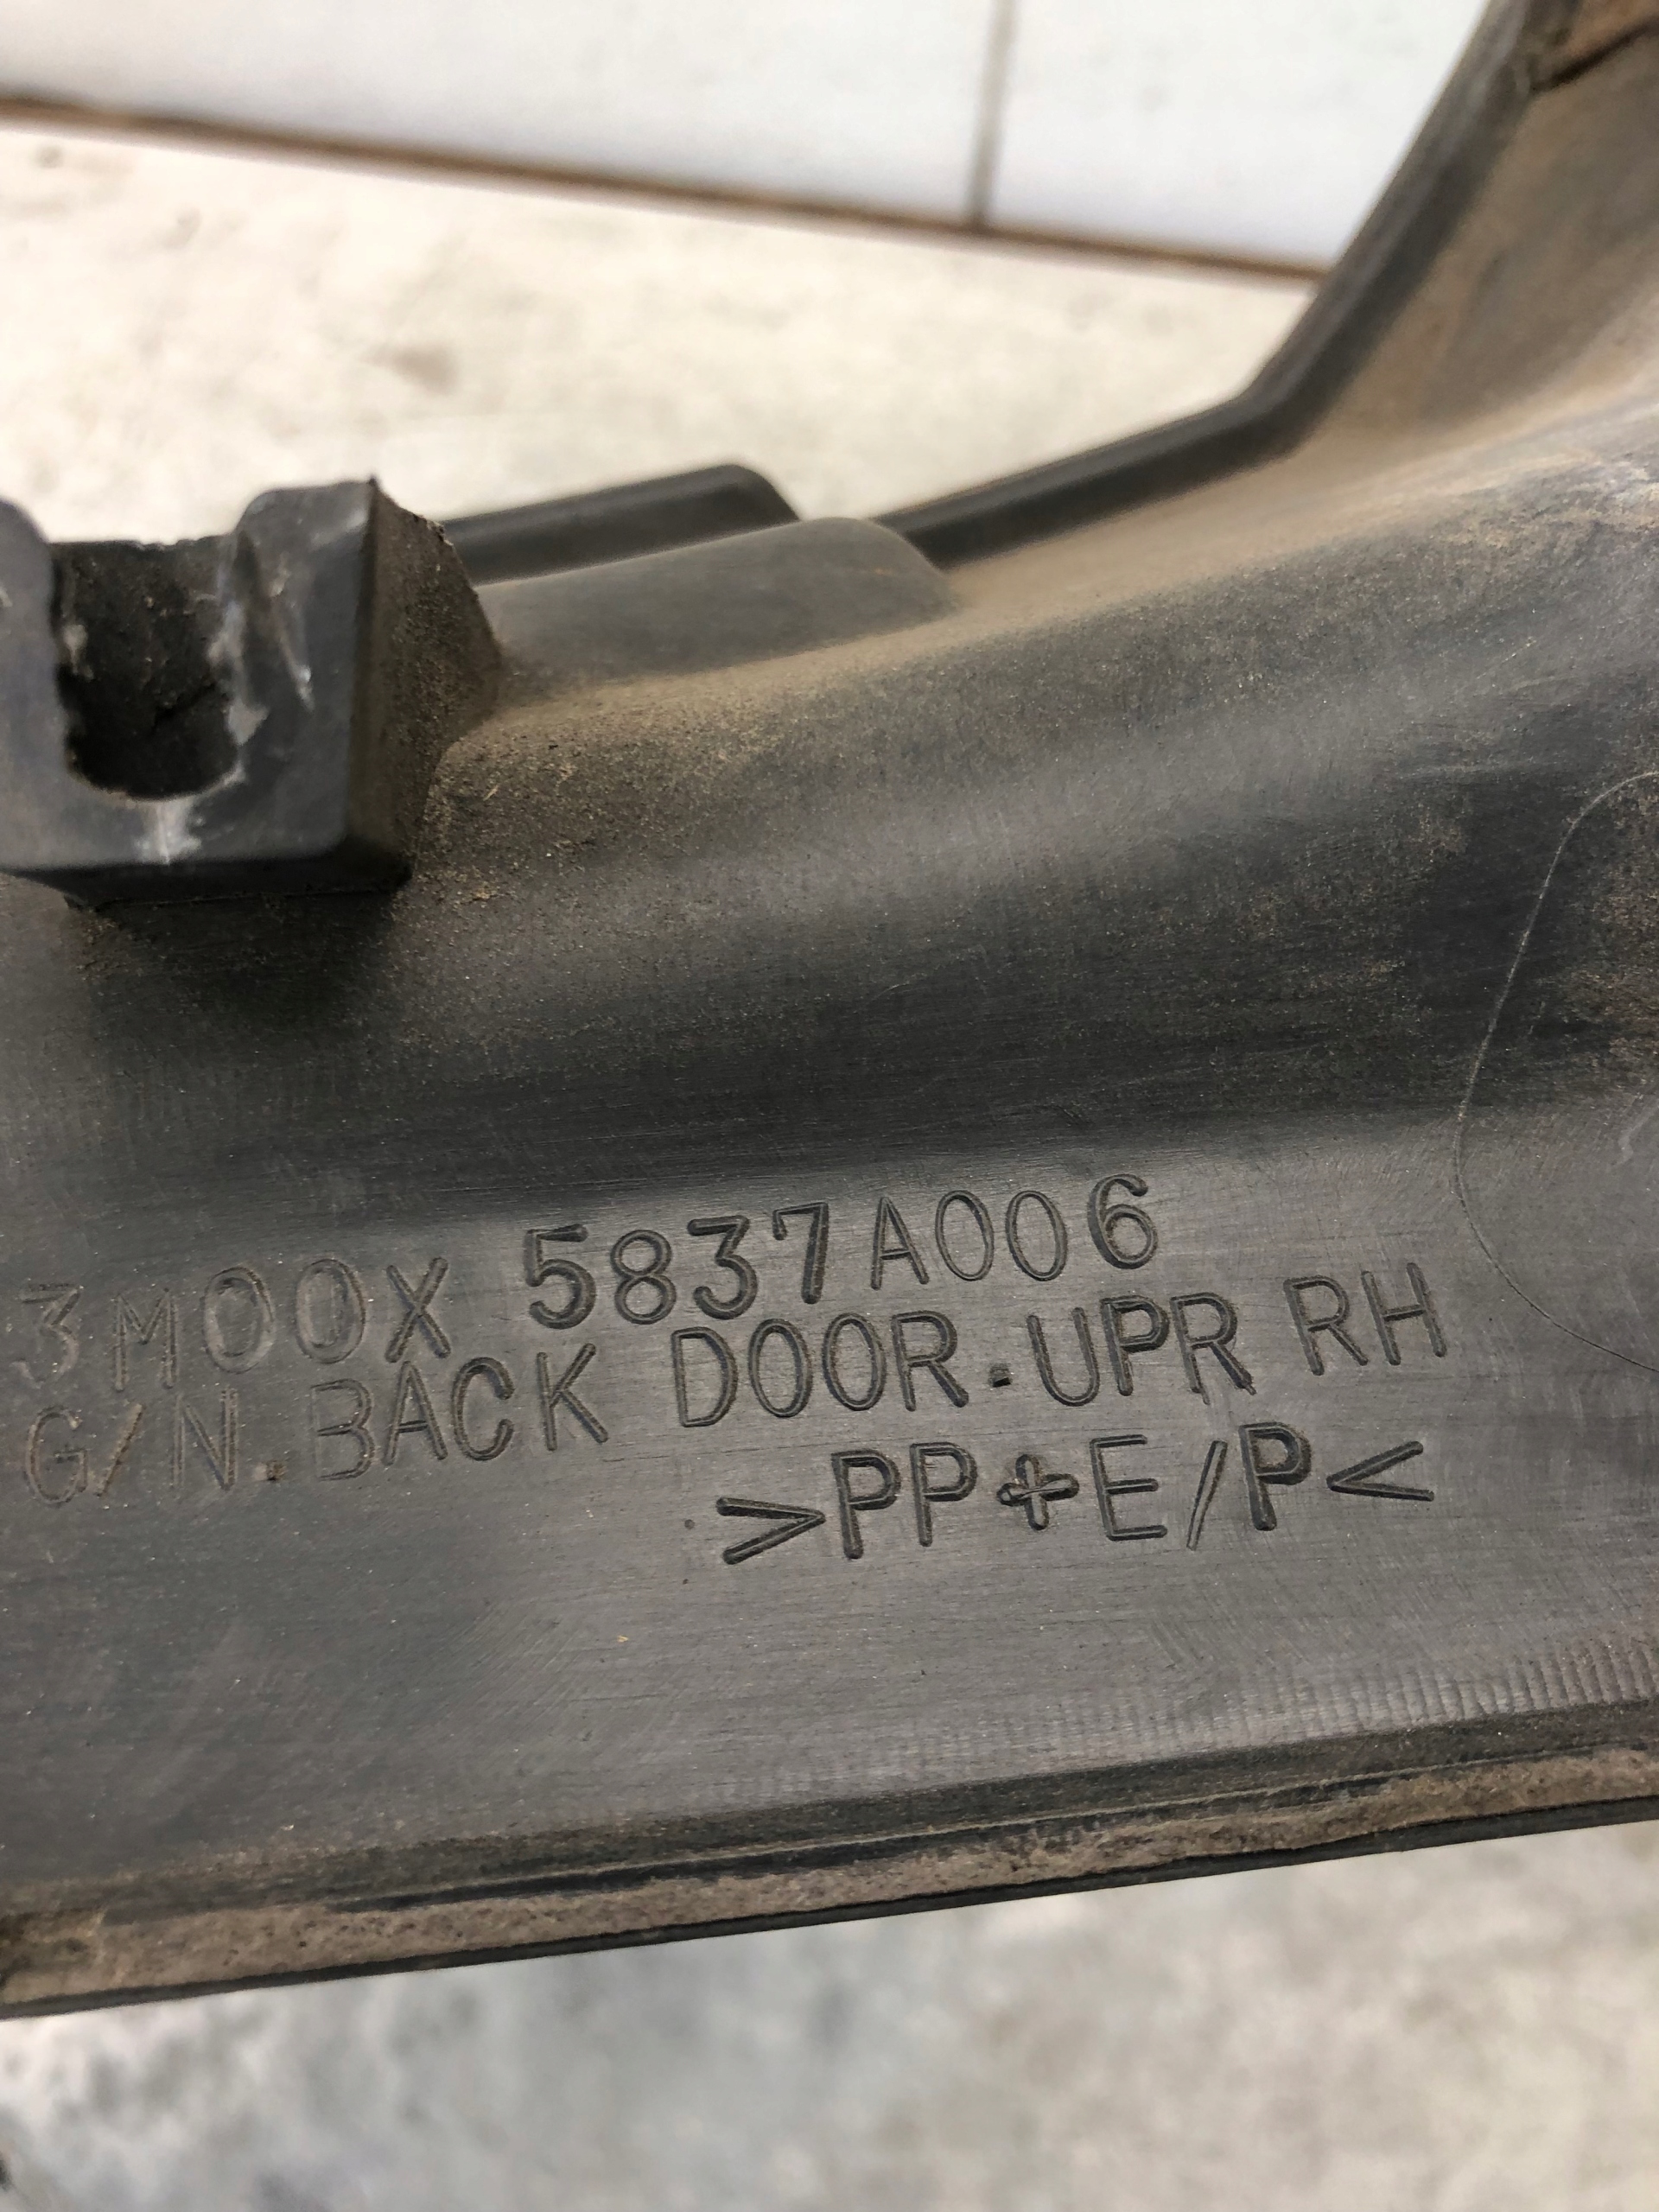 3M00X 5837A006
G/N.BACK DOOR.UPR RH
>PP+E/P<